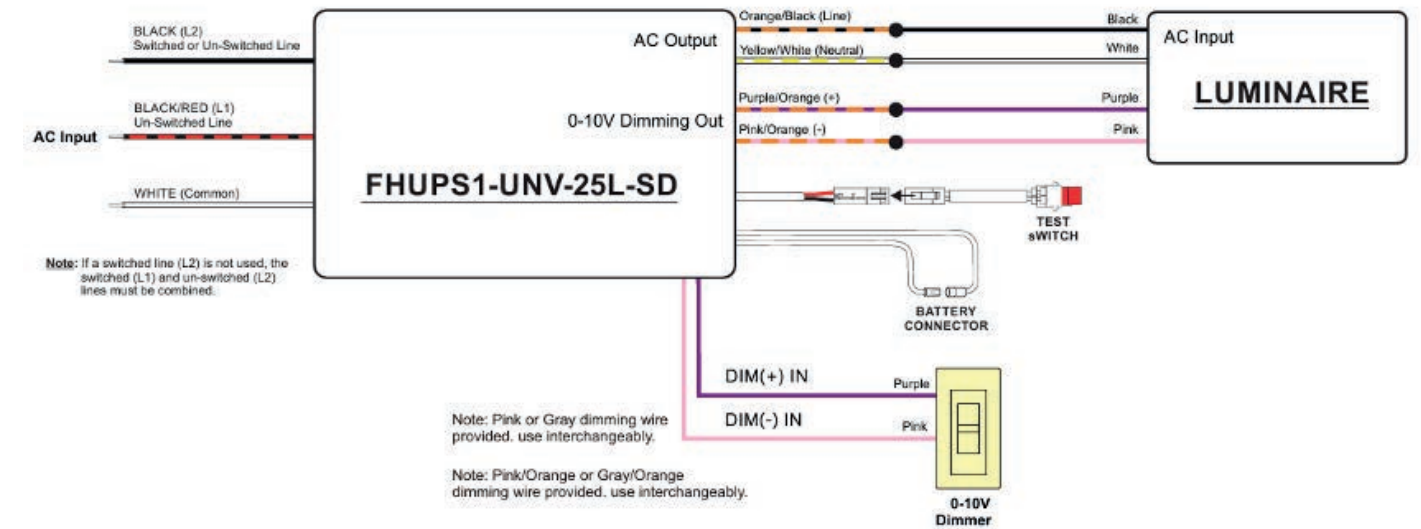 BLACK (L2)
Switched or Un-Switched Line
BLACK/RED (L1)
Un-Switched Line
AC Input
WHITE (Common)
Note: If a switched line (L2) is not used, the
switched (L1) and un-switched (L2)
lines must be combined.
AC Output
0-10V Dimming Out
FHUPS1-UNV-25L-SD
Orange/Black (Line)
Yellow/White (Neutral)
Purple/Orange (+)
Pink/Orange (-)
Black
White
Purple
Pink
AC Input
LUMINAIRE
TEST
sWITCH
BATTERY
CONNECTOR
DIM(+) IN
Purple
DIM(-) IN
Pink
Note: Pink or Gray dimming wire
provided. use interchangeably.
Note: Pink/Orange or Gray/Orange
dimming wire provided. use interchangeably.
0-10V
Dimmer